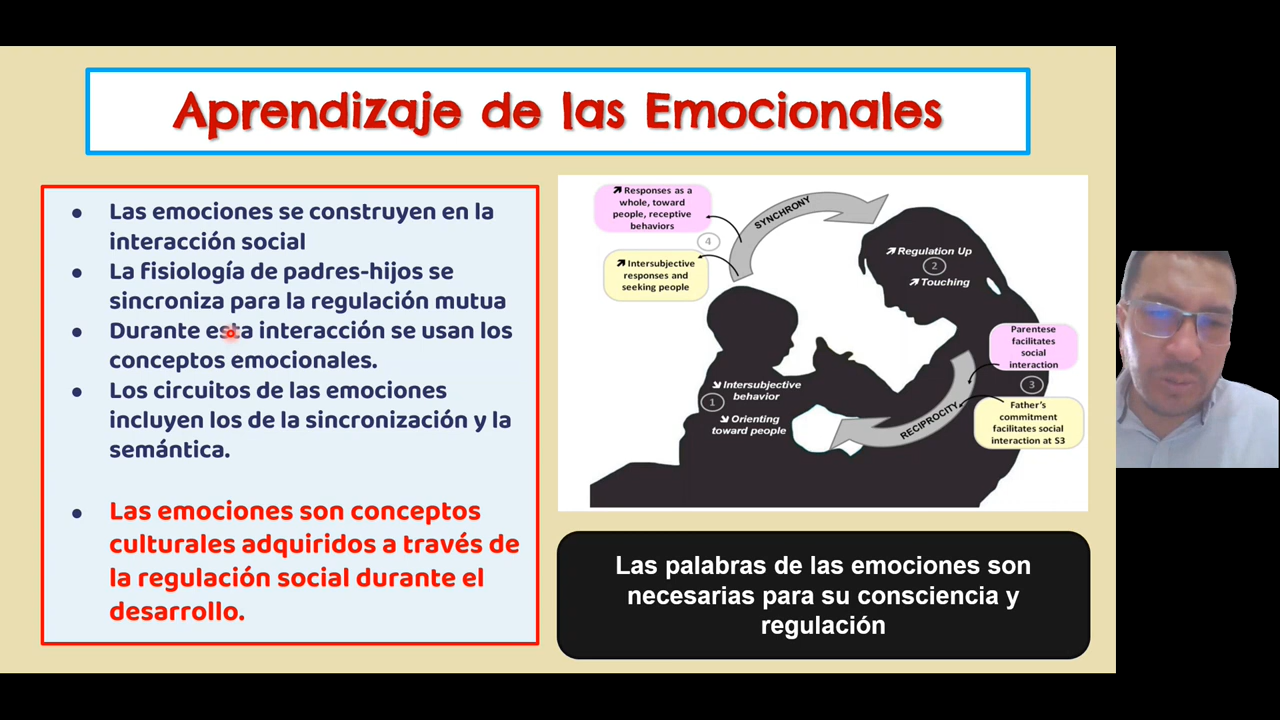 Aprendizaje de las Emocionales
● Las emociones se construyen en la
interacción social
● La fisiología de padres-hijos se
sincroniza para la regulación mutua
● Durante esta interacción se usan los
conceptos emocionales.
● Los circuitos de las emociones
incluyen los de la sincronización y la
semántica.
● Las emociones son conceptos
culturales adquiridos a través de
la regulación social durante el
desarrollo.
↗ Responses as a
whole, toward
people, receptive
behaviors
4
↗ Intersubjective
responses and
seeking people
SYNCHRONY
↗ Regulation Up
2
↗ Touching
Parentese
facilitates
social
interaction
3
Father's
commitment
facilitates social
interaction at S3
RECIPROCITY
↘ Intersubjective
behavior
1
↘ Orienting
toward people
Las palabras de las emociones son
necesarias para su consciencia y
regulación